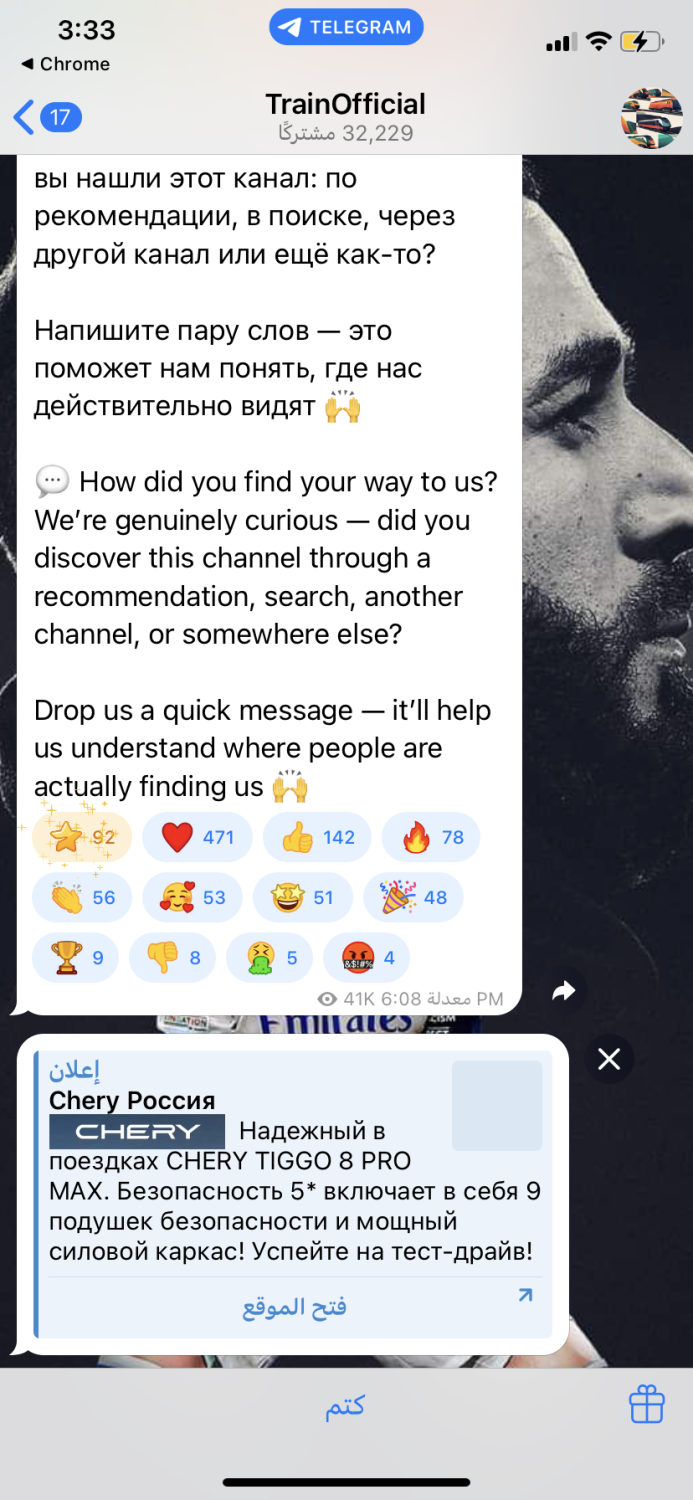 3:33
TELEGRAM
◀ Chrome
17
TrainOfficial
32,229 مشتركًا
вы нашли этот канал: по
рекомендации, в поиске, через
другой канал или ещё как-то?
Напишите пару слов — это
поможет нам понять, где нас
действительно видят 🙌
💬 How did you find your way to us?
We’re genuinely curious — did you
discover this channel through a
recommendation, search, another
channel, or somewhere else?
Drop us a quick message — it’ll help
us understand where people are
actually finding us 🙌
⭐ 92 ❤️ 471 👍 142 🔥 78
👏 56 🥰 53 🤩 51 🎉 48
🏆 9 👎 8 🤮 5 🤬 4
41K معدلة 6:08 PM
Emirates
إعلان
Chery Россия
CHERY Надежный в
поездках CHERY TIGGO 8 PRO
MAX. Безопасность 5* включает в себя 9
подушек безопасности и мощный
силовой каркас! Успейте на тест-драйв!
فتح الموقع
كتم